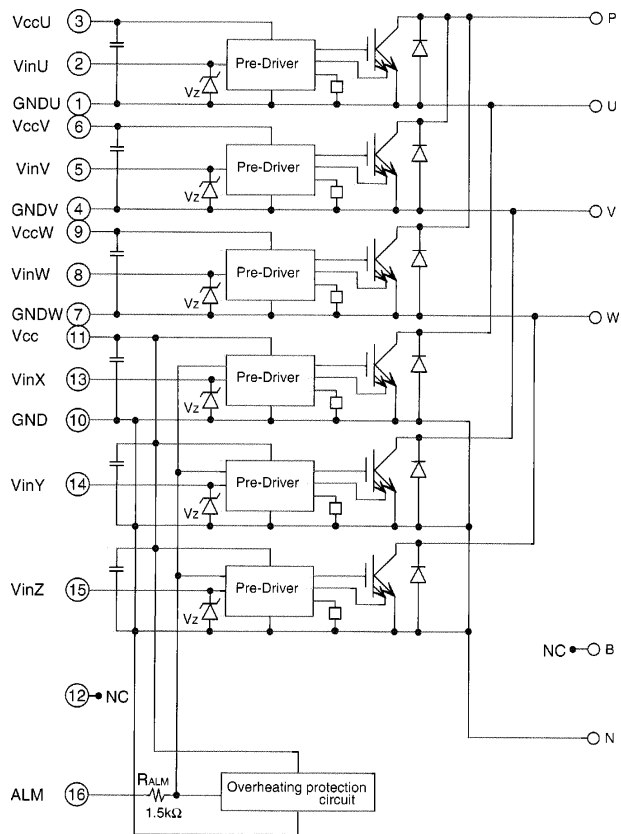 VccU 3 P
VinU 2 Pre-Driver
Vz
GNDU 1 U
VccV 6
VinV 5 Pre-Driver
Vz
GNDV 4 V
VccW 9
VinW 8 Pre-Driver
Vz
GNDW 7 W
Vcc 11
VinX 13 Pre-Driver
Vz
GND 10
VinY 14 Pre-Driver
Vz
VinZ 15 Pre-Driver
Vz
NC B
12 NC
N
RALM
ALM 16 Overheating protection
circuit
1.5kΩ